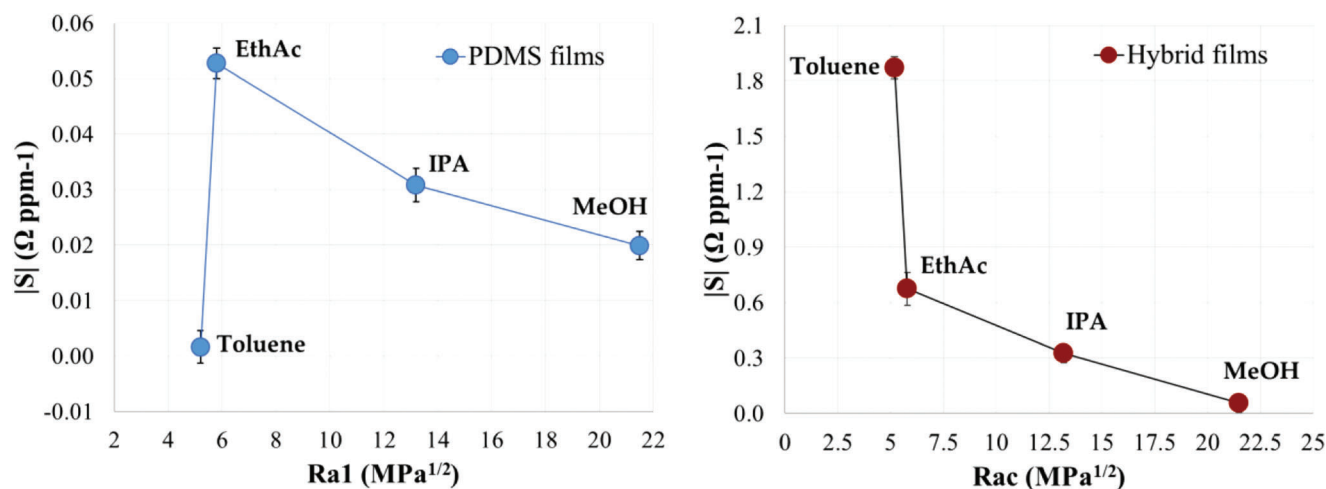 0.06
0.05
0.04
0.03
0.02
0.01
0.00
-0.01
|S| (Ω ppm-1)
EthAc
PDMS films
IPA
MeOH
Toluene
2 4 6 8 10 12 14 16 18 20 22
Ra1 (MPa1/2)
2.1
1.8
1.5
1.2
0.9
0.6
0.3
0.0
|S| (Ω ppm-1)
Toluene
Hybrid films
EthAc
IPA
MeOH
0 2.5 5 7.5 10 12.5 15 17.5 20 22.5 25
Rac (MPa1/2)